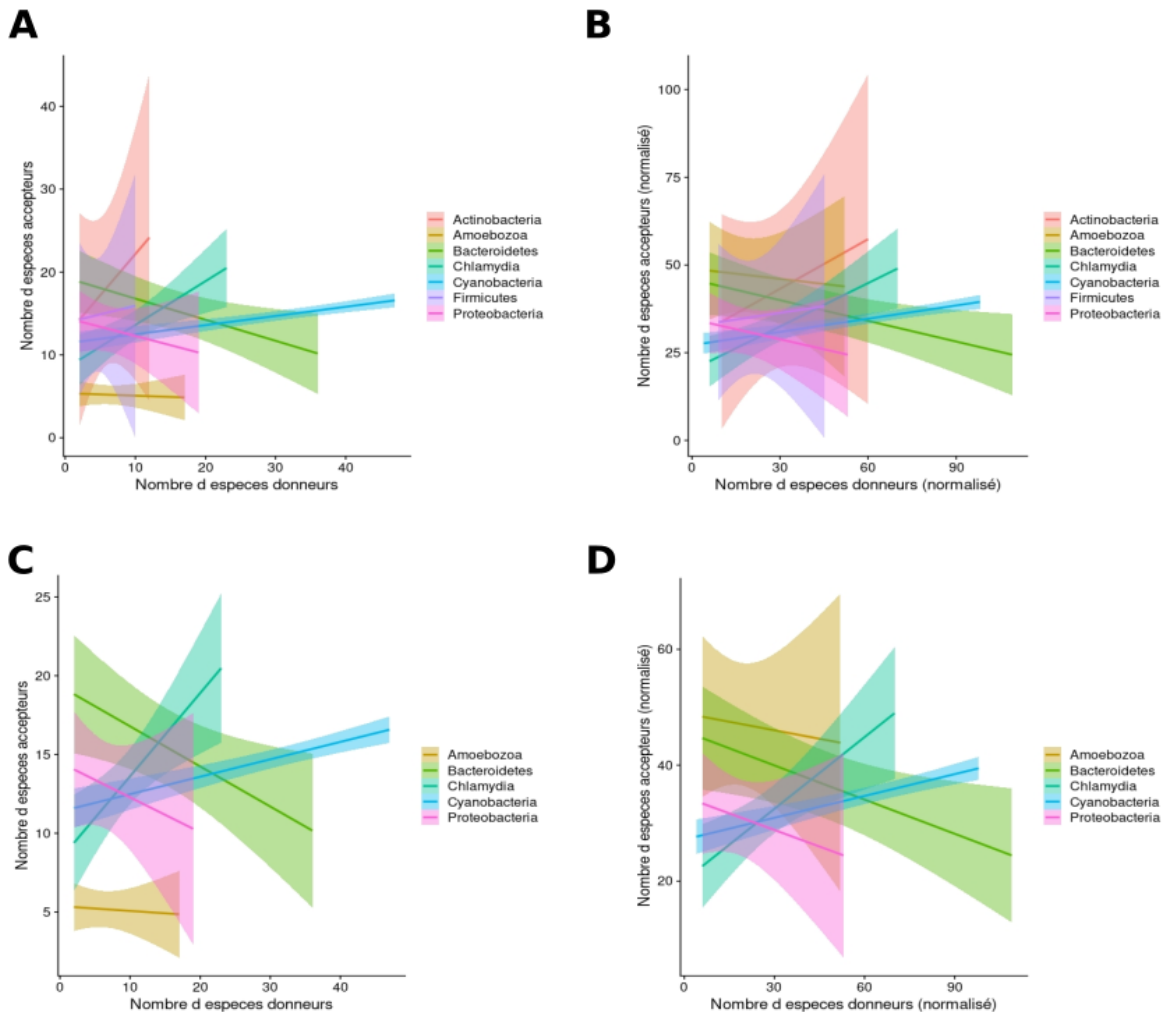 A
Nombre d especes accepteurs
40
30
20
10
0
0
10
20
40
Nombre d especes donneurs
Actinobacteria
Amoebozoa
Bacteroidetes
Chlamydia
Cyanobacteria
Firmicutes
Proteobacteria
B
Nombre d especes accepteurs (normalisé)
100
75
50
25
0
0
30
60
90
Nombre d especes donneurs (normalisé)
Actinobacteria
Amoebozoa
Bacteroidetes
Chlamydia
Cyanobacteria
Firmicutes
Proteobacteria
C
Nombre d especes accepteurs
25
20
15
10
5
0
10
20
30
40
Nombre d especes donneurs
Amoebozoa
Bacteroidetes
Chlamydia
Cyanobacteria
Proteobacteria
D
Nombre d especes accepteurs (normalisé)
60
40
20
0
30
60
90
Nombre d especes donneurs (normalisé)
Amoebozoa
Bacteroidetes
Chlamydia
Cyanobacteria
Proteobacteria